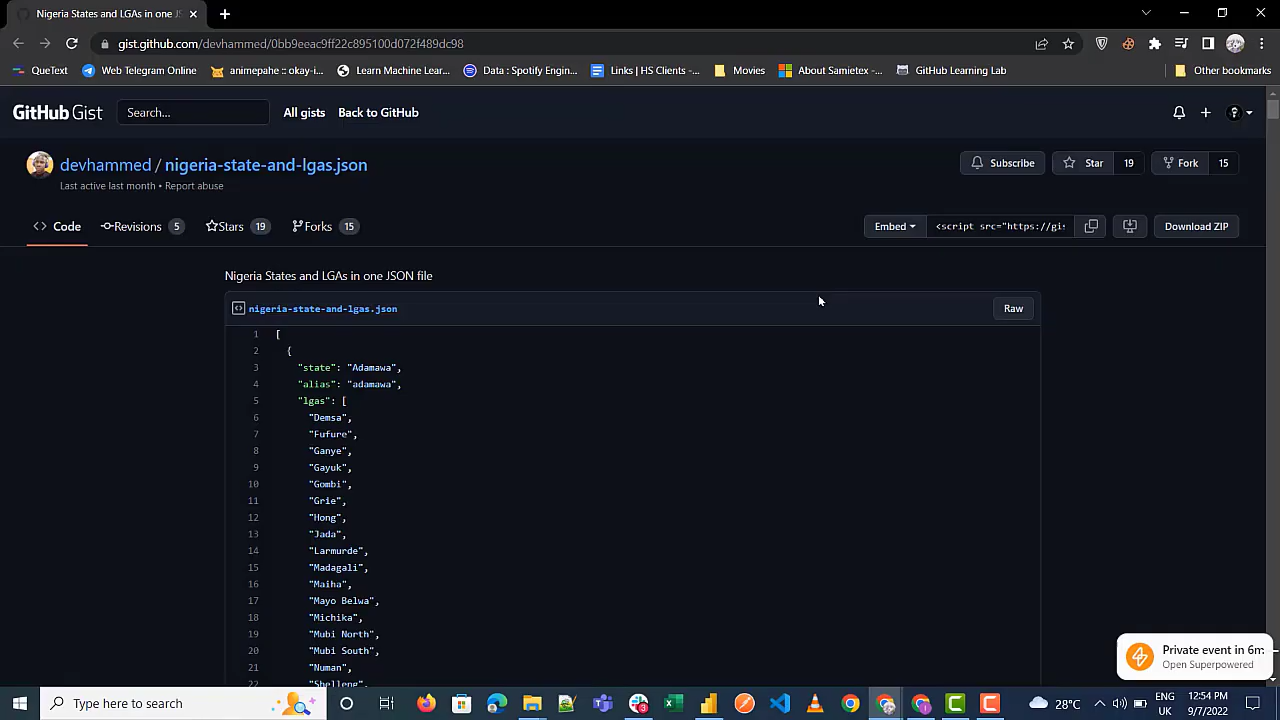 Nigeria States and LGAs in one JS
gist.github.com/devhammed/0bb9eeac9ff22c895100d072f489dc98
QueText
Web Telegram Online
animepahe :: okay-i...
Learn Machine Lear...
Data : Spotify Engin...
Links | HS Clients -...
Movies
About Samietex -...
GitHub Learning Lab
Other bookmarks
GitHub Gist
Search...
All gists
Back to GitHub
devhammed / nigeria-state-and-lgas.json
Subscribe
Star 19
Fork 15
Last active last month • Report abuse
Code
Revisions 5
Stars 19
Forks 15
Embed
<script src="https://gis
Download ZIP
Nigeria States and LGAs in one JSON file
nigeria-state-and-lgas.json
Raw
1 [
2 {
3 "state": "Adamawa",
4 "alias": "adamawa",
5 "lgas": [
6 "Demsa",
7 "Fufure",
8 "Ganye",
9 "Gayuk",
10 "Gombi",
11 "Grie",
12 "Hong",
13 "Jada",
14 "Larmurde",
15 "Madagali",
16 "Maiha",
17 "Mayo Belwa",
18 "Michika",
19 "Mubi North",
20 "Mubi South",
21 "Numan",
22 "Shelleng",
Private event in 6m:
Open Superpowered
Type here to search
28°C
ENG
UK
12:54 PM
9/7/2022